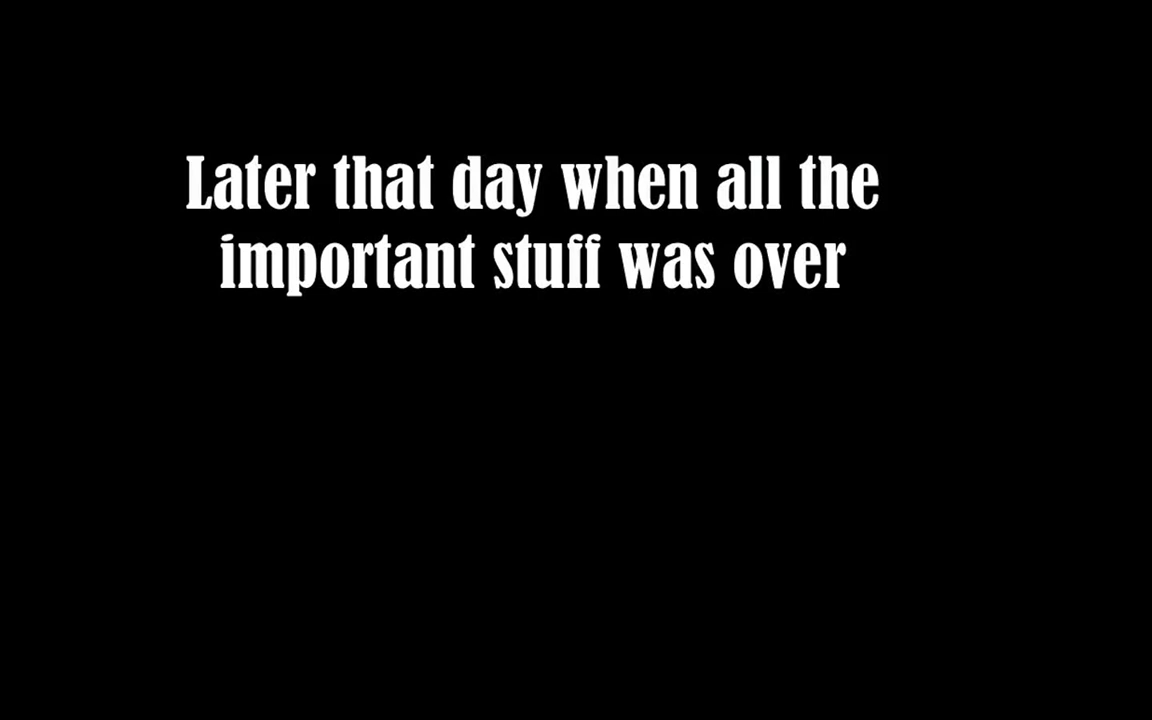 Later that day when all the
important stuff was over